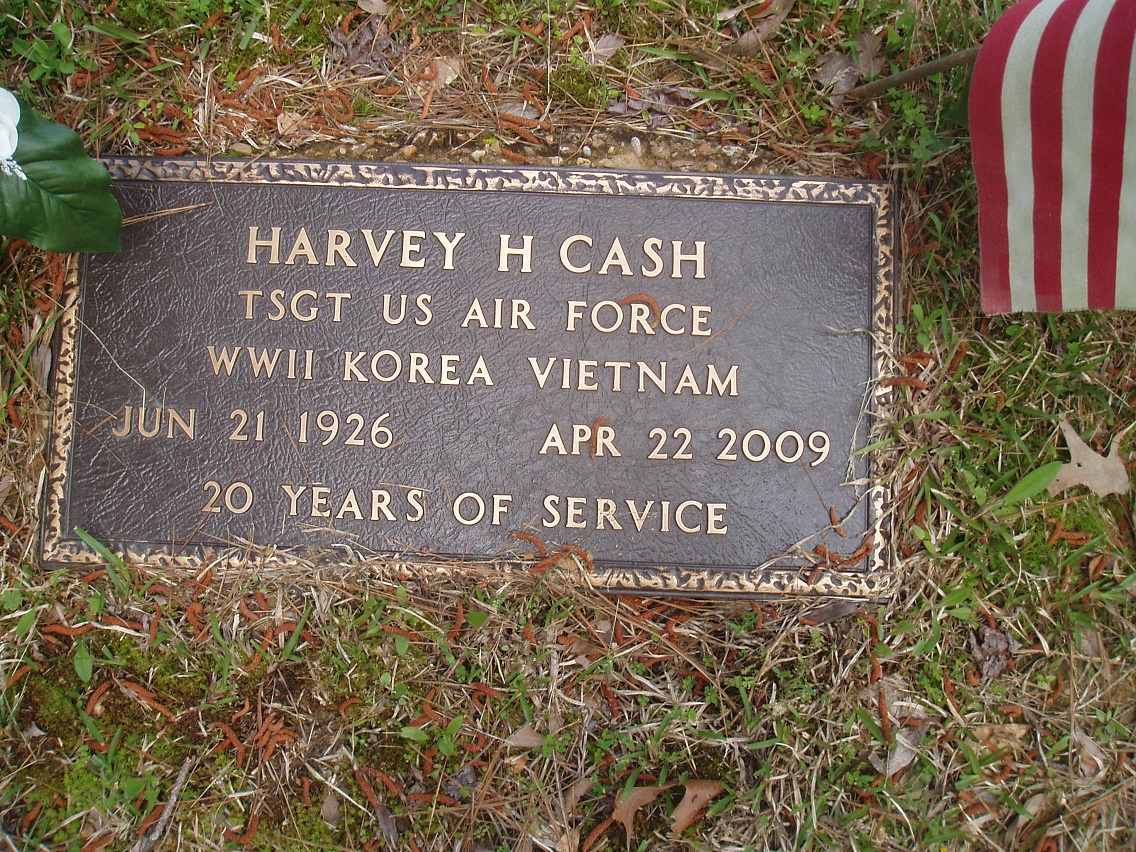 HARVEY H CASH
TSGT US AIR FORCE
WWII KOREA VIETNAM
JUN 21 1926 APR 22 2009
20 YEARS OF SERVICE